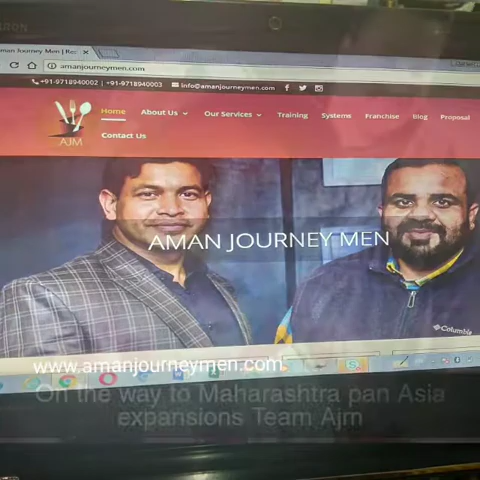 aman Journey Men | Res
amanjourneymen.com
+91-9718940002 | +91-9718940003 info@amanjourneymen.com
Home About Us Our Services Training Systems Franchise Blog Proposal
AJM
Contact Us
AMAN JOURNEY MEN
Columbia
www.amanjourneymen.com
On the way to Maharashtra pan Asia
expansions Team Ajm